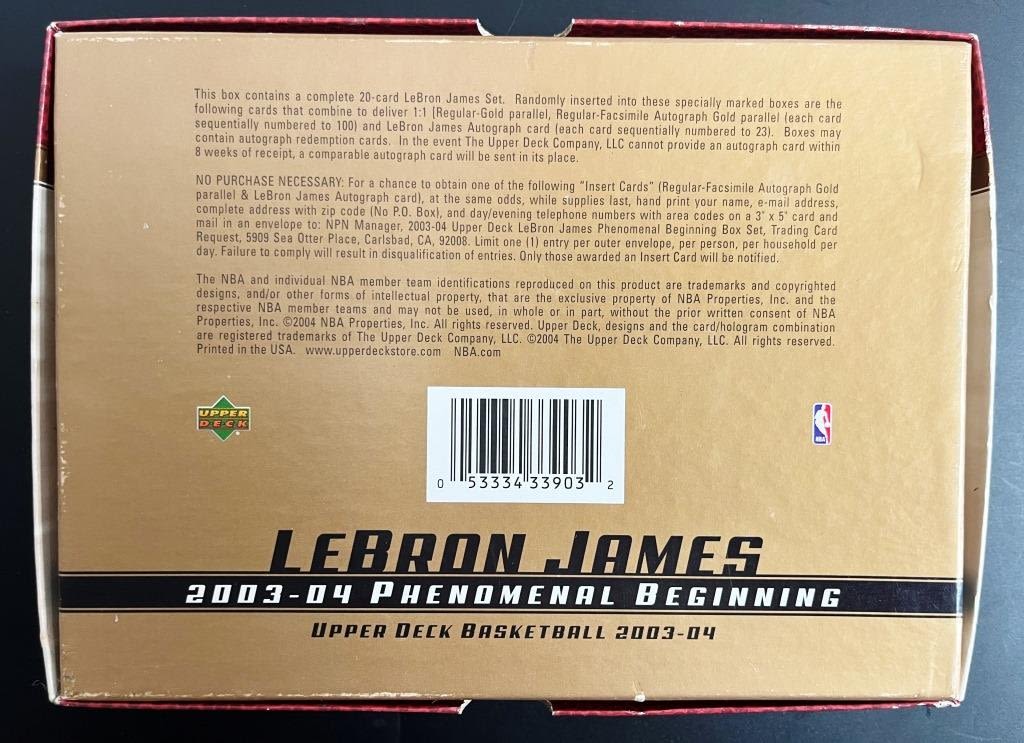 This box contains a complete 20-card LeBron James Set. Randomly inserted into these specially marked boxes are the
following cards that combine to deliver 1:1 [Regular-Gold parallel, Regular-Facsimile Autograph Gold parallel (each card
sequentially numbered to 100) and LeBron James Autograph card (each card sequentially numbered to 23). Boxes may
contain autograph redemption cards. In the event The Upper Deck Company, LLC cannot provide an autograph card within
8 weeks of receipt, a comparable autograph card will be sent in its place.
NO PURCHASE NECESSARY: For a chance to obtain one of the following "Insert Cards" (Regular-Facsimile Autograph Gold
parallel & LeBron James Autograph card), at the same odds, while supplies last, hand print your name, e-mail address,
complete address with zip code (No P.O. Box), and day/evening telephone numbers with area codes on a 3" x 5" card and
mail in an envelope to: NPN Manager, 2003-04 Upper Deck LeBron James Phenomenal Beginning Box Set, Trading Card
Request, 5909 Sea Otter Place, Carlsbad, CA, 92008. Limit one (1) entry per outer envelope, per person, per household per
day. Failure to comply will result in disqualification of entries. Only those awarded an Insert Card will be notified.
The NBA and individual NBA member team identifications reproduced on this product are trademarks and copyrighted
designs, and/or other forms of intellectual property, that are the exclusive property of NBA Properties, Inc. and the
respective NBA member teams and may not be used, in whole or in part, without the prior written consent of NBA
Properties, Inc. ©2004 NBA Properties, Inc. All rights reserved. Upper Deck, designs and the card/hologram combination
are registered trademarks of The Upper Deck Company, LLC. ©2004 The Upper Deck Company, LLC. All rights reserved.
Printed in the USA. www.upperdeckstore.com NBA.com
UPPER
DECK
NBA
0 53334 33903 2
LEBRON JAMES
2003-04 PHENOMENAL BEGINNING
UPPER DECK BASKETBALL 2003-04